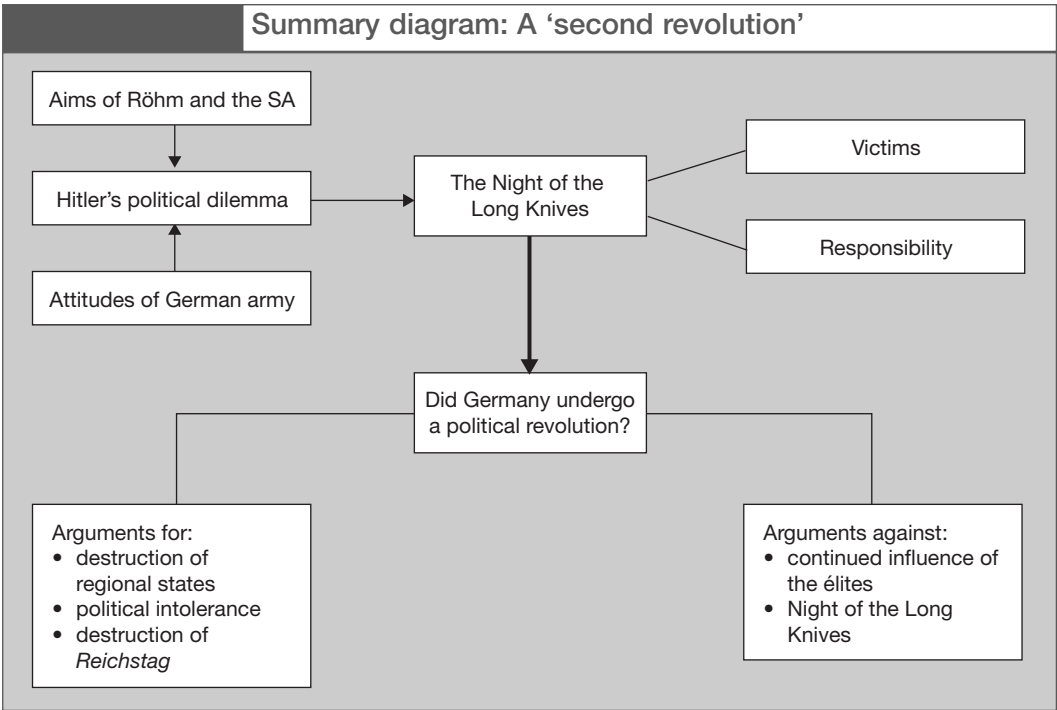 Summary diagram: A ‘second revolution’
Aims of Röhm and the SA
Hitler’s political dilemma
Attitudes of German army
The Night of the
Long Knives
Victims
Responsibility
Did Germany undergo
a political revolution?
Arguments for:
• destruction of
regional states
• political intolerance
• destruction of
Reichstag
Arguments against:
• continued influence of
the élites
• Night of the Long
Knives